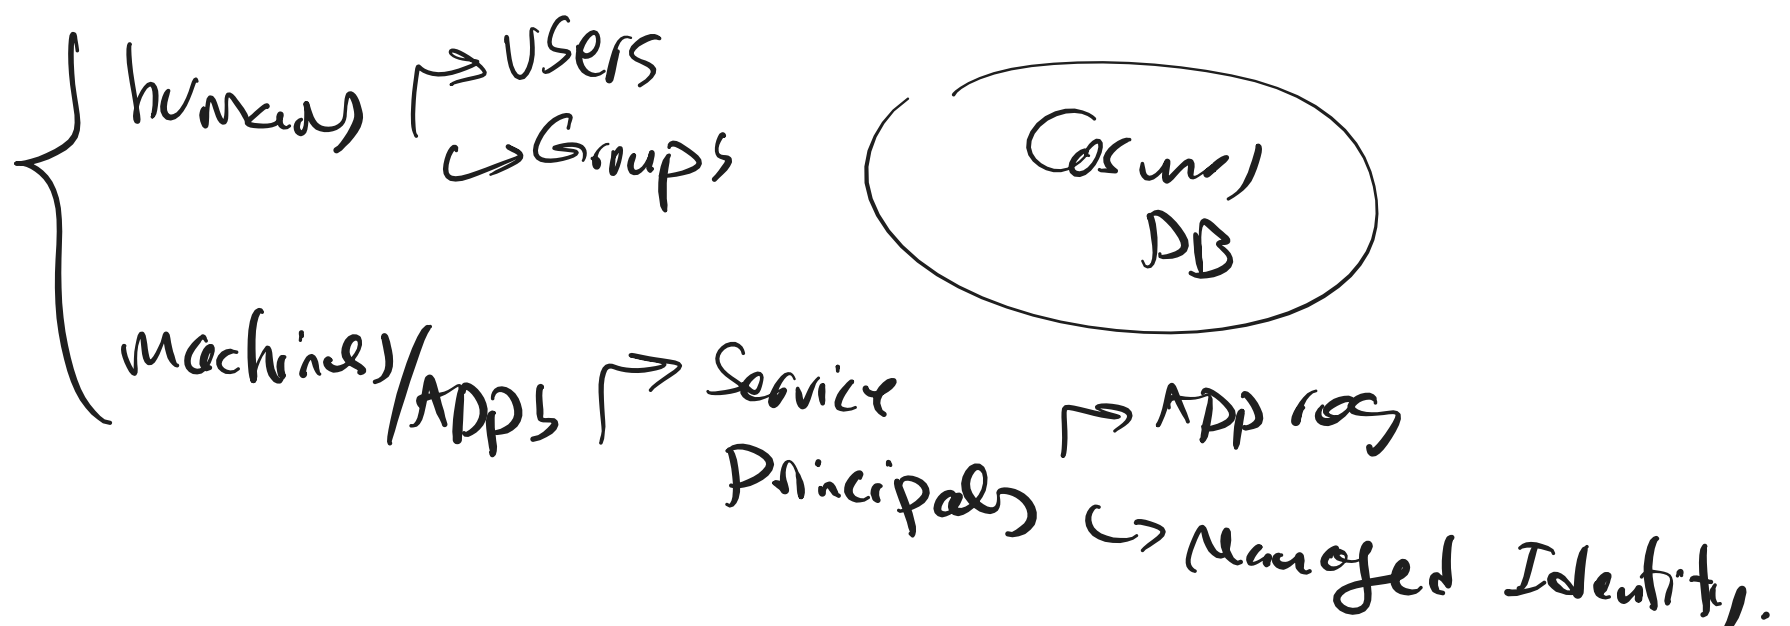 humans
users
Groups
Cosmos
DB
machines/Apps
Service
Principals
App reg
Managed Identity.